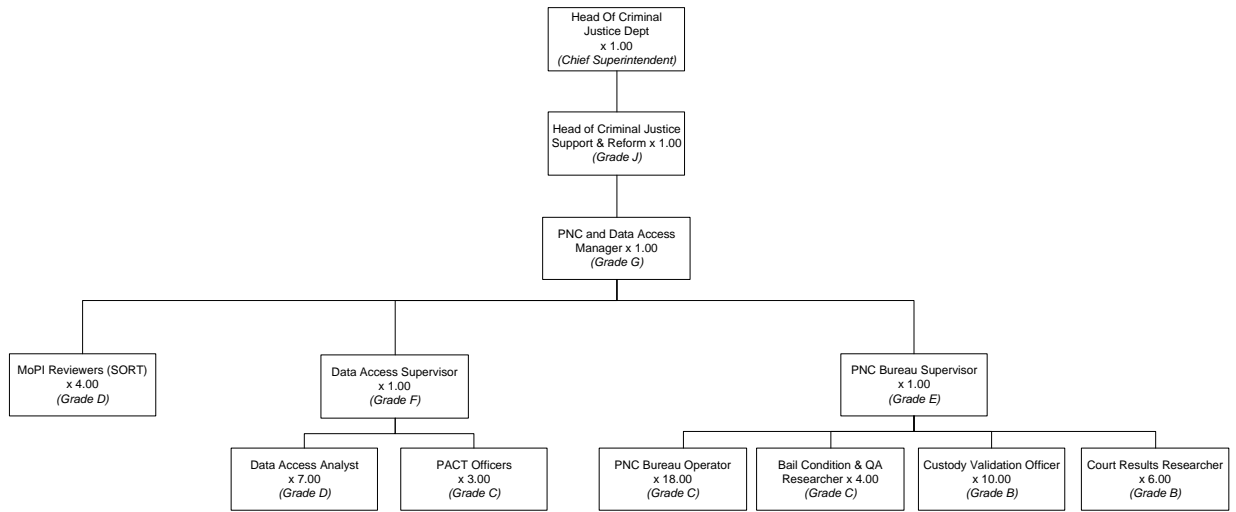 Head Of Criminal
Justice Dept
x 1.00
(Chief Superintendent)
Head of Criminal Justice
Support & Reform x 1.00
(Grade J)
PNC and Data Access
Manager x 1.00
(Grade G)
MoPI Reviewers (SORT)
x 4.00
(Grade D)
Data Access Supervisor
x 1.00
(Grade F)
PNC Bureau Supervisor
x 1.00
(Grade E)
Data Access Analyst
x 7.00
(Grade D)
PACT Officers
x 3.00
(Grade C)
PNC Bureau Operator
x 18.00
(Grade C)
Bail Condition & QA
Researcher x 4.00
(Grade C)
Custody Validation Officer
x 10.00
(Grade B)
Court Results Researcher
x 6.00
(Grade B)